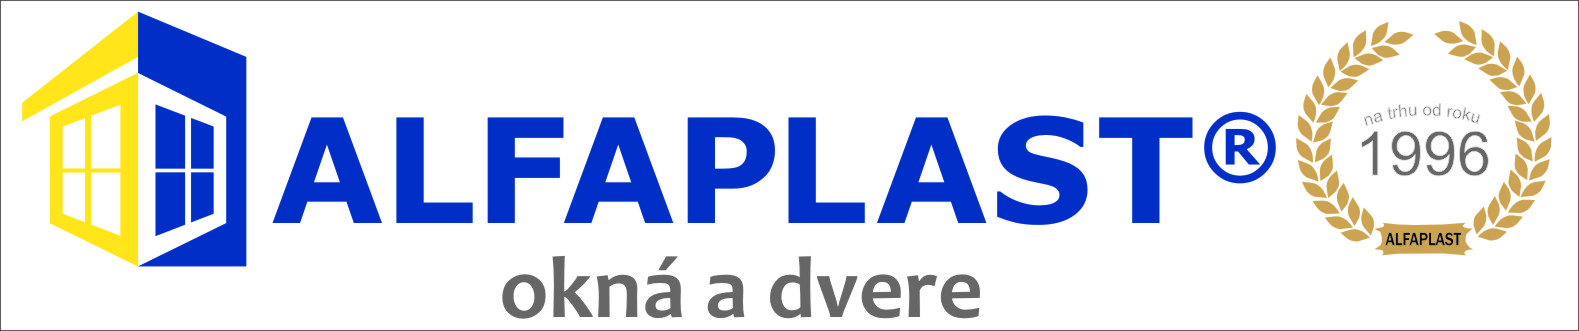 ALFAPLAST®
okná a dvere
na trhu od roku
1996
ALFAPLAST